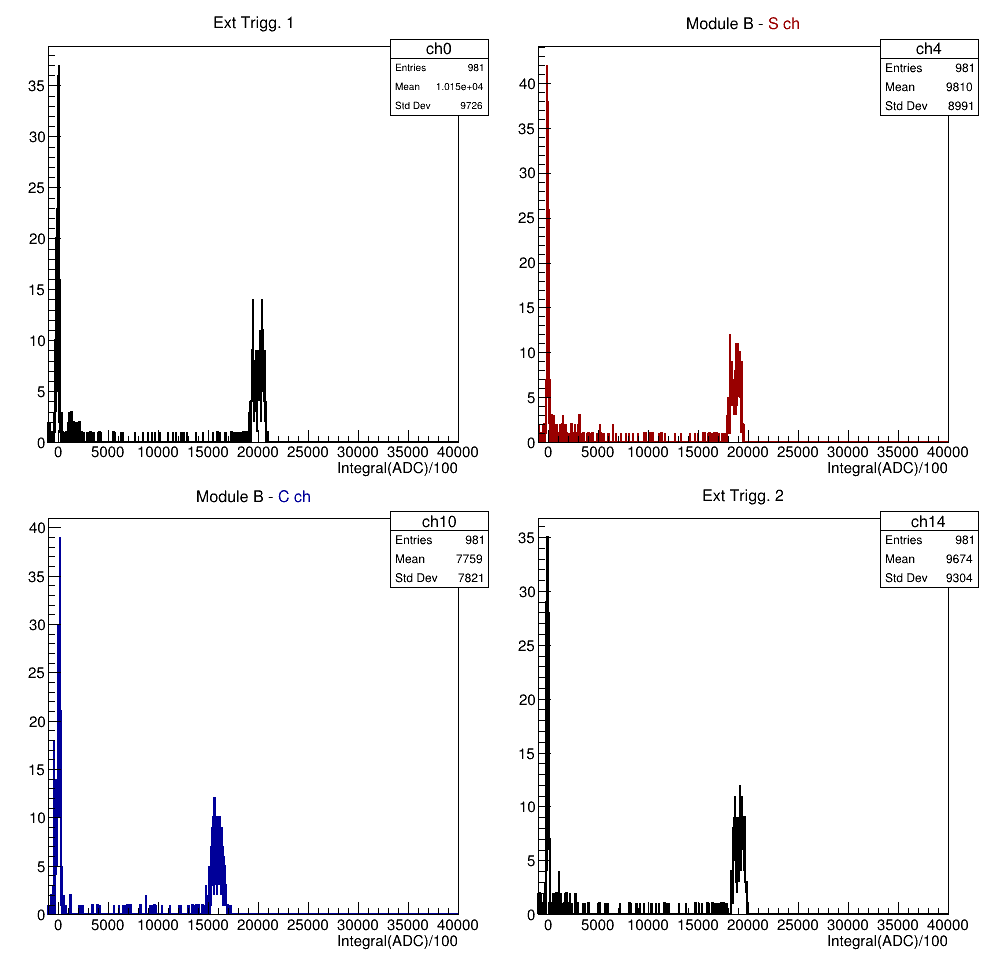 Ext Trigg. 1
ch0
Entries 981
Mean 1.015e+04
Std Dev 9726
35
30
25
20
15
10
5
0
0 5000 10000 15000 20000 25000 30000 35000 40000
Integral(ADC)/100
Module B - S ch
ch4
Entries 981
Mean 9810
Std Dev 8991
40
35
30
25
20
15
10
5
0
0 5000 10000 15000 20000 25000 30000 35000 40000
Integral(ADC)/100
Module B - C ch
ch10
Entries 981
Mean 7759
Std Dev 7821
40
35
30
25
20
15
10
5
0
0 5000 10000 15000 20000 25000 30000 35000 40000
Integral(ADC)/100
Ext Trigg. 2
ch14
Entries 981
Mean 9674
Std Dev 9304
35
30
25
20
15
10
5
0
0 5000 10000 15000 20000 25000 30000 35000 40000
Integral(ADC)/100